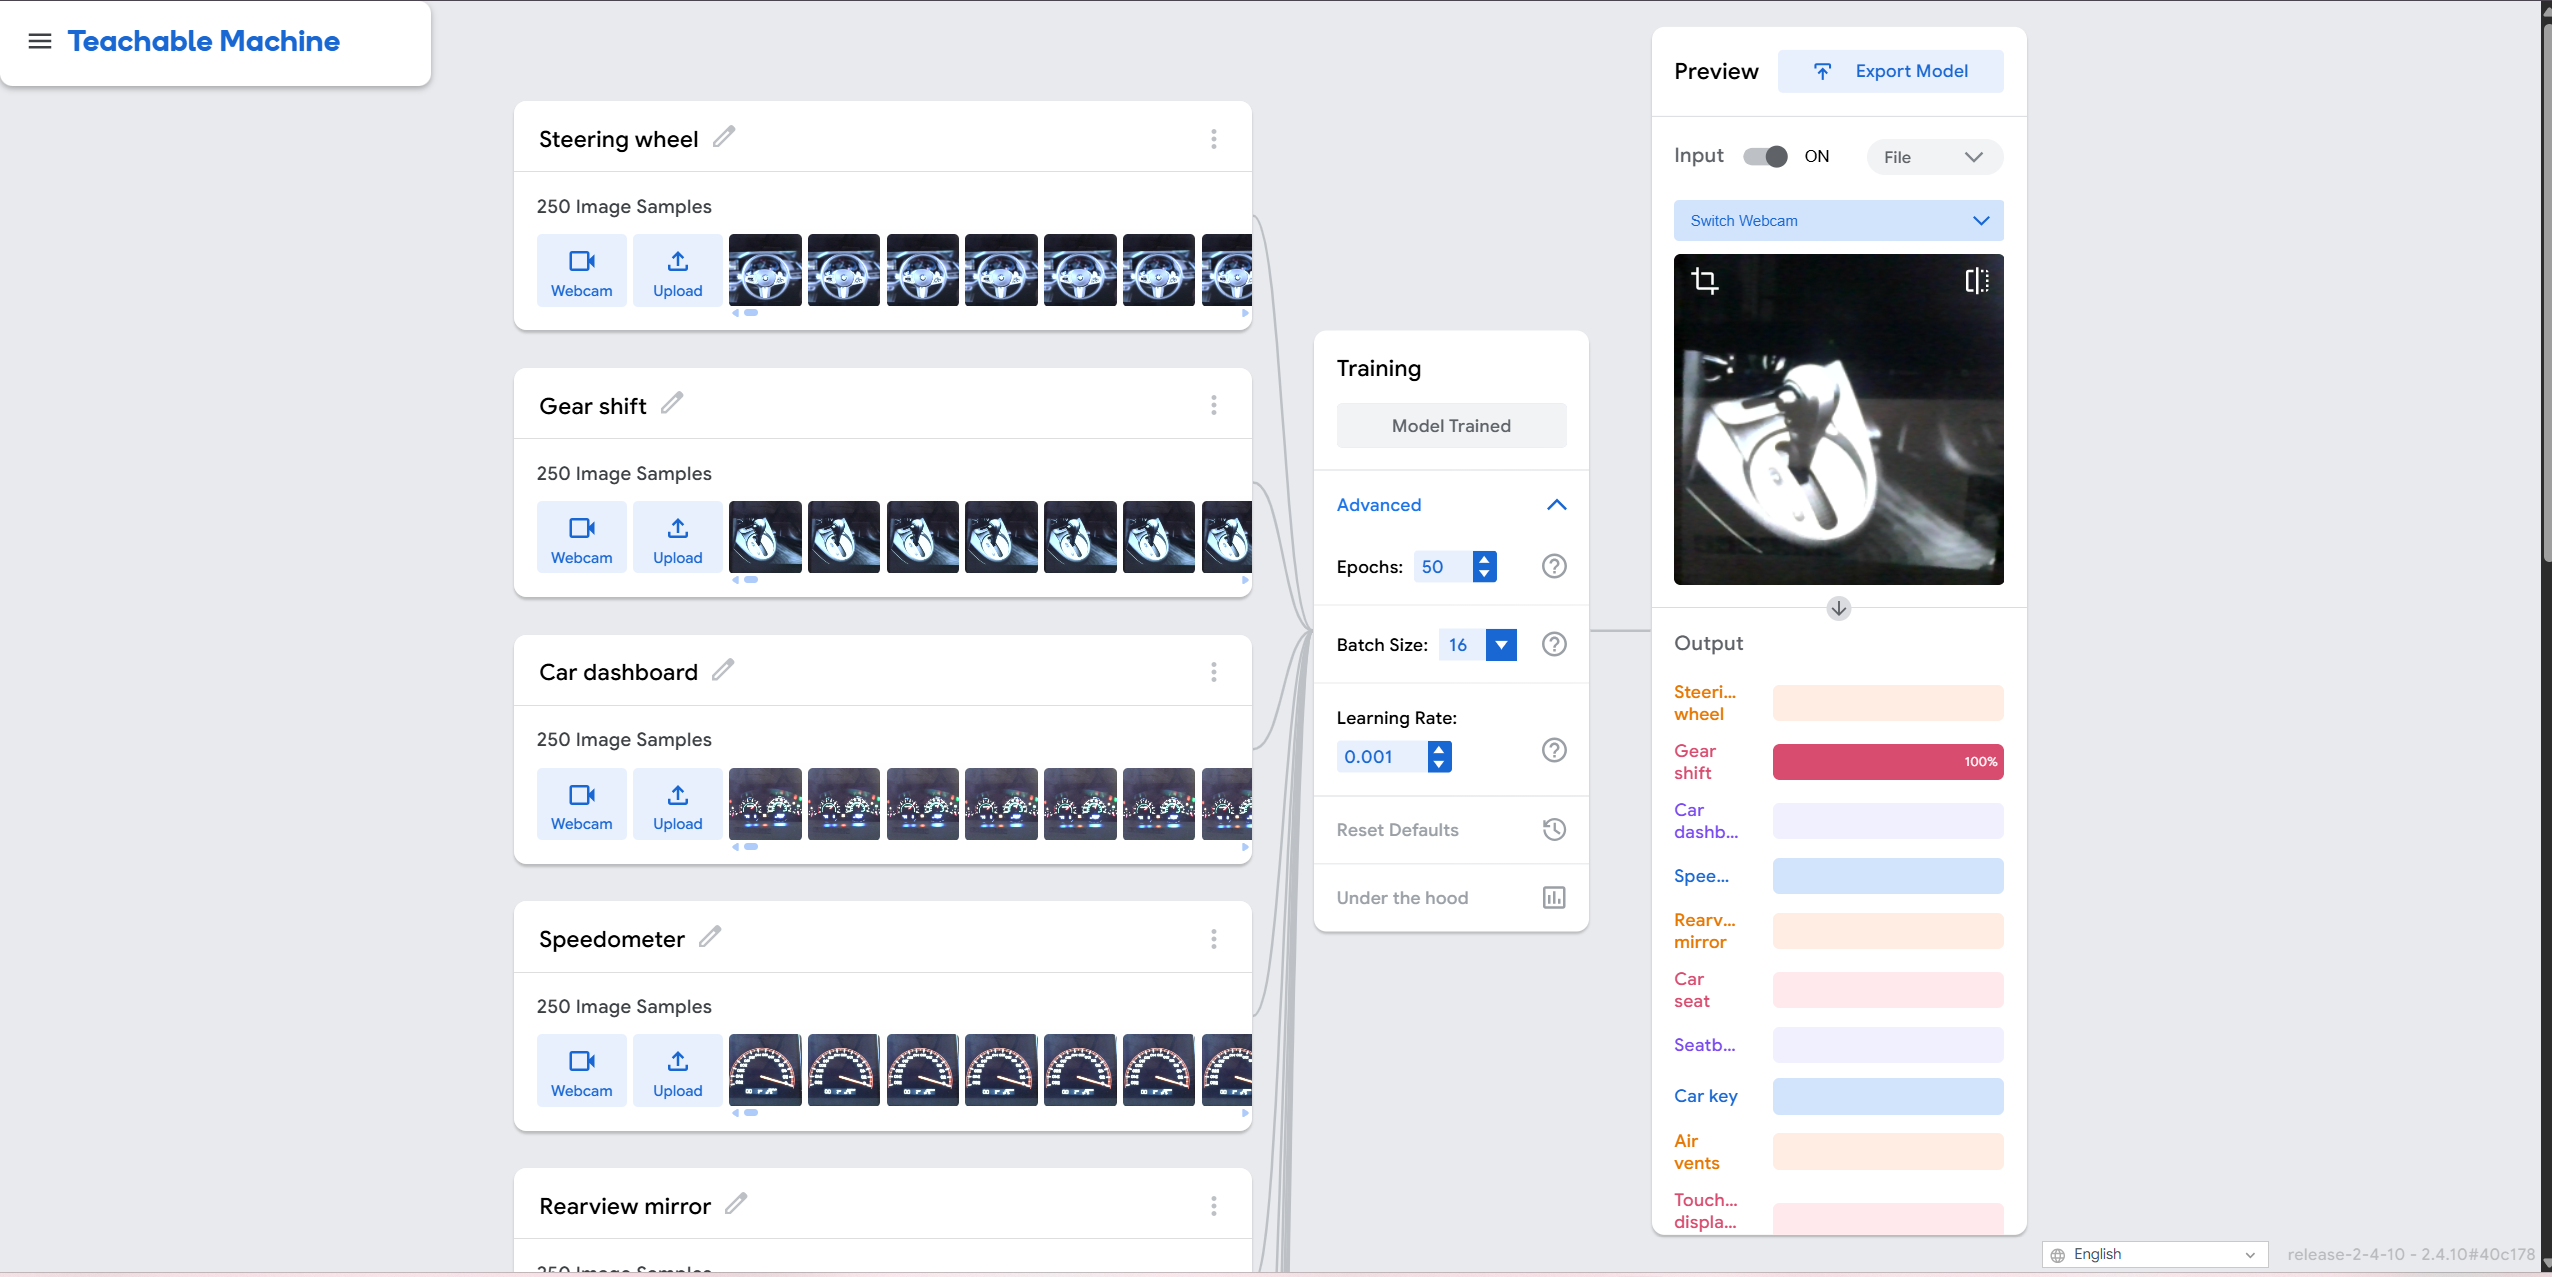 Teachable Machine
Steering wheel
250 Image Samples
Webcam
Upload
Gear shift
250 Image Samples
Webcam
Upload
Car dashboard
250 Image Samples
Webcam
Upload
Speedometer
250 Image Samples
Webcam
Upload
Rearview mirror
250 Image Samples
Training
Model Trained
Advanced
Epochs: 50
Batch Size: 16
Learning Rate:
0.001
Reset Defaults
Under the hood
Preview
Export Model
Input ON File
Switch Webcam
Output
Steeri...
wheel
Gear
shift
100%
Car
dashb...
Spee...
Rearv...
mirror
Car
seat
Seatb...
Car key
Air
vents
Touch...
displa...
English
release-2-4-10 - 2.4.10#40c178